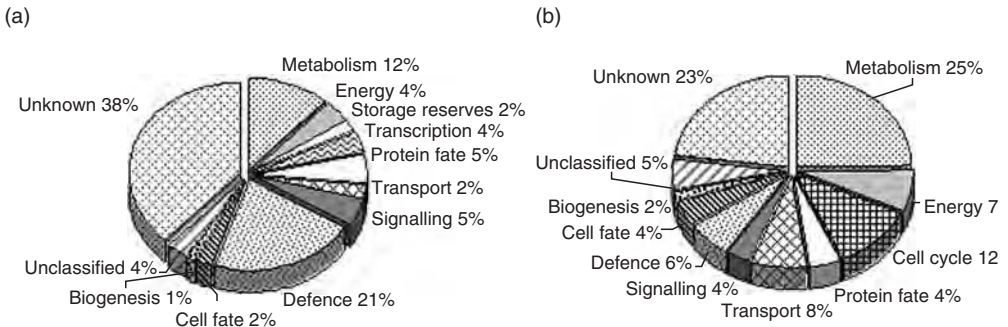 (a)
Metabolism 12%
Energy 4%
Storage reserves 2%
Transcription 4%
Protein fate 5%
Transport 2%
Signalling 5%
Defence 21%
Cell fate 2%
Biogenesis 1%
Unclassified 4%
Unknown 38%
(b)
Metabolism 25%
Energy 7
Cell cycle 12
Protein fate 4%
Transport 8%
Signalling 4%
Defence 6%
Cell fate 4%
Biogenesis 2%
Unclassified 5%
Unknown 23%